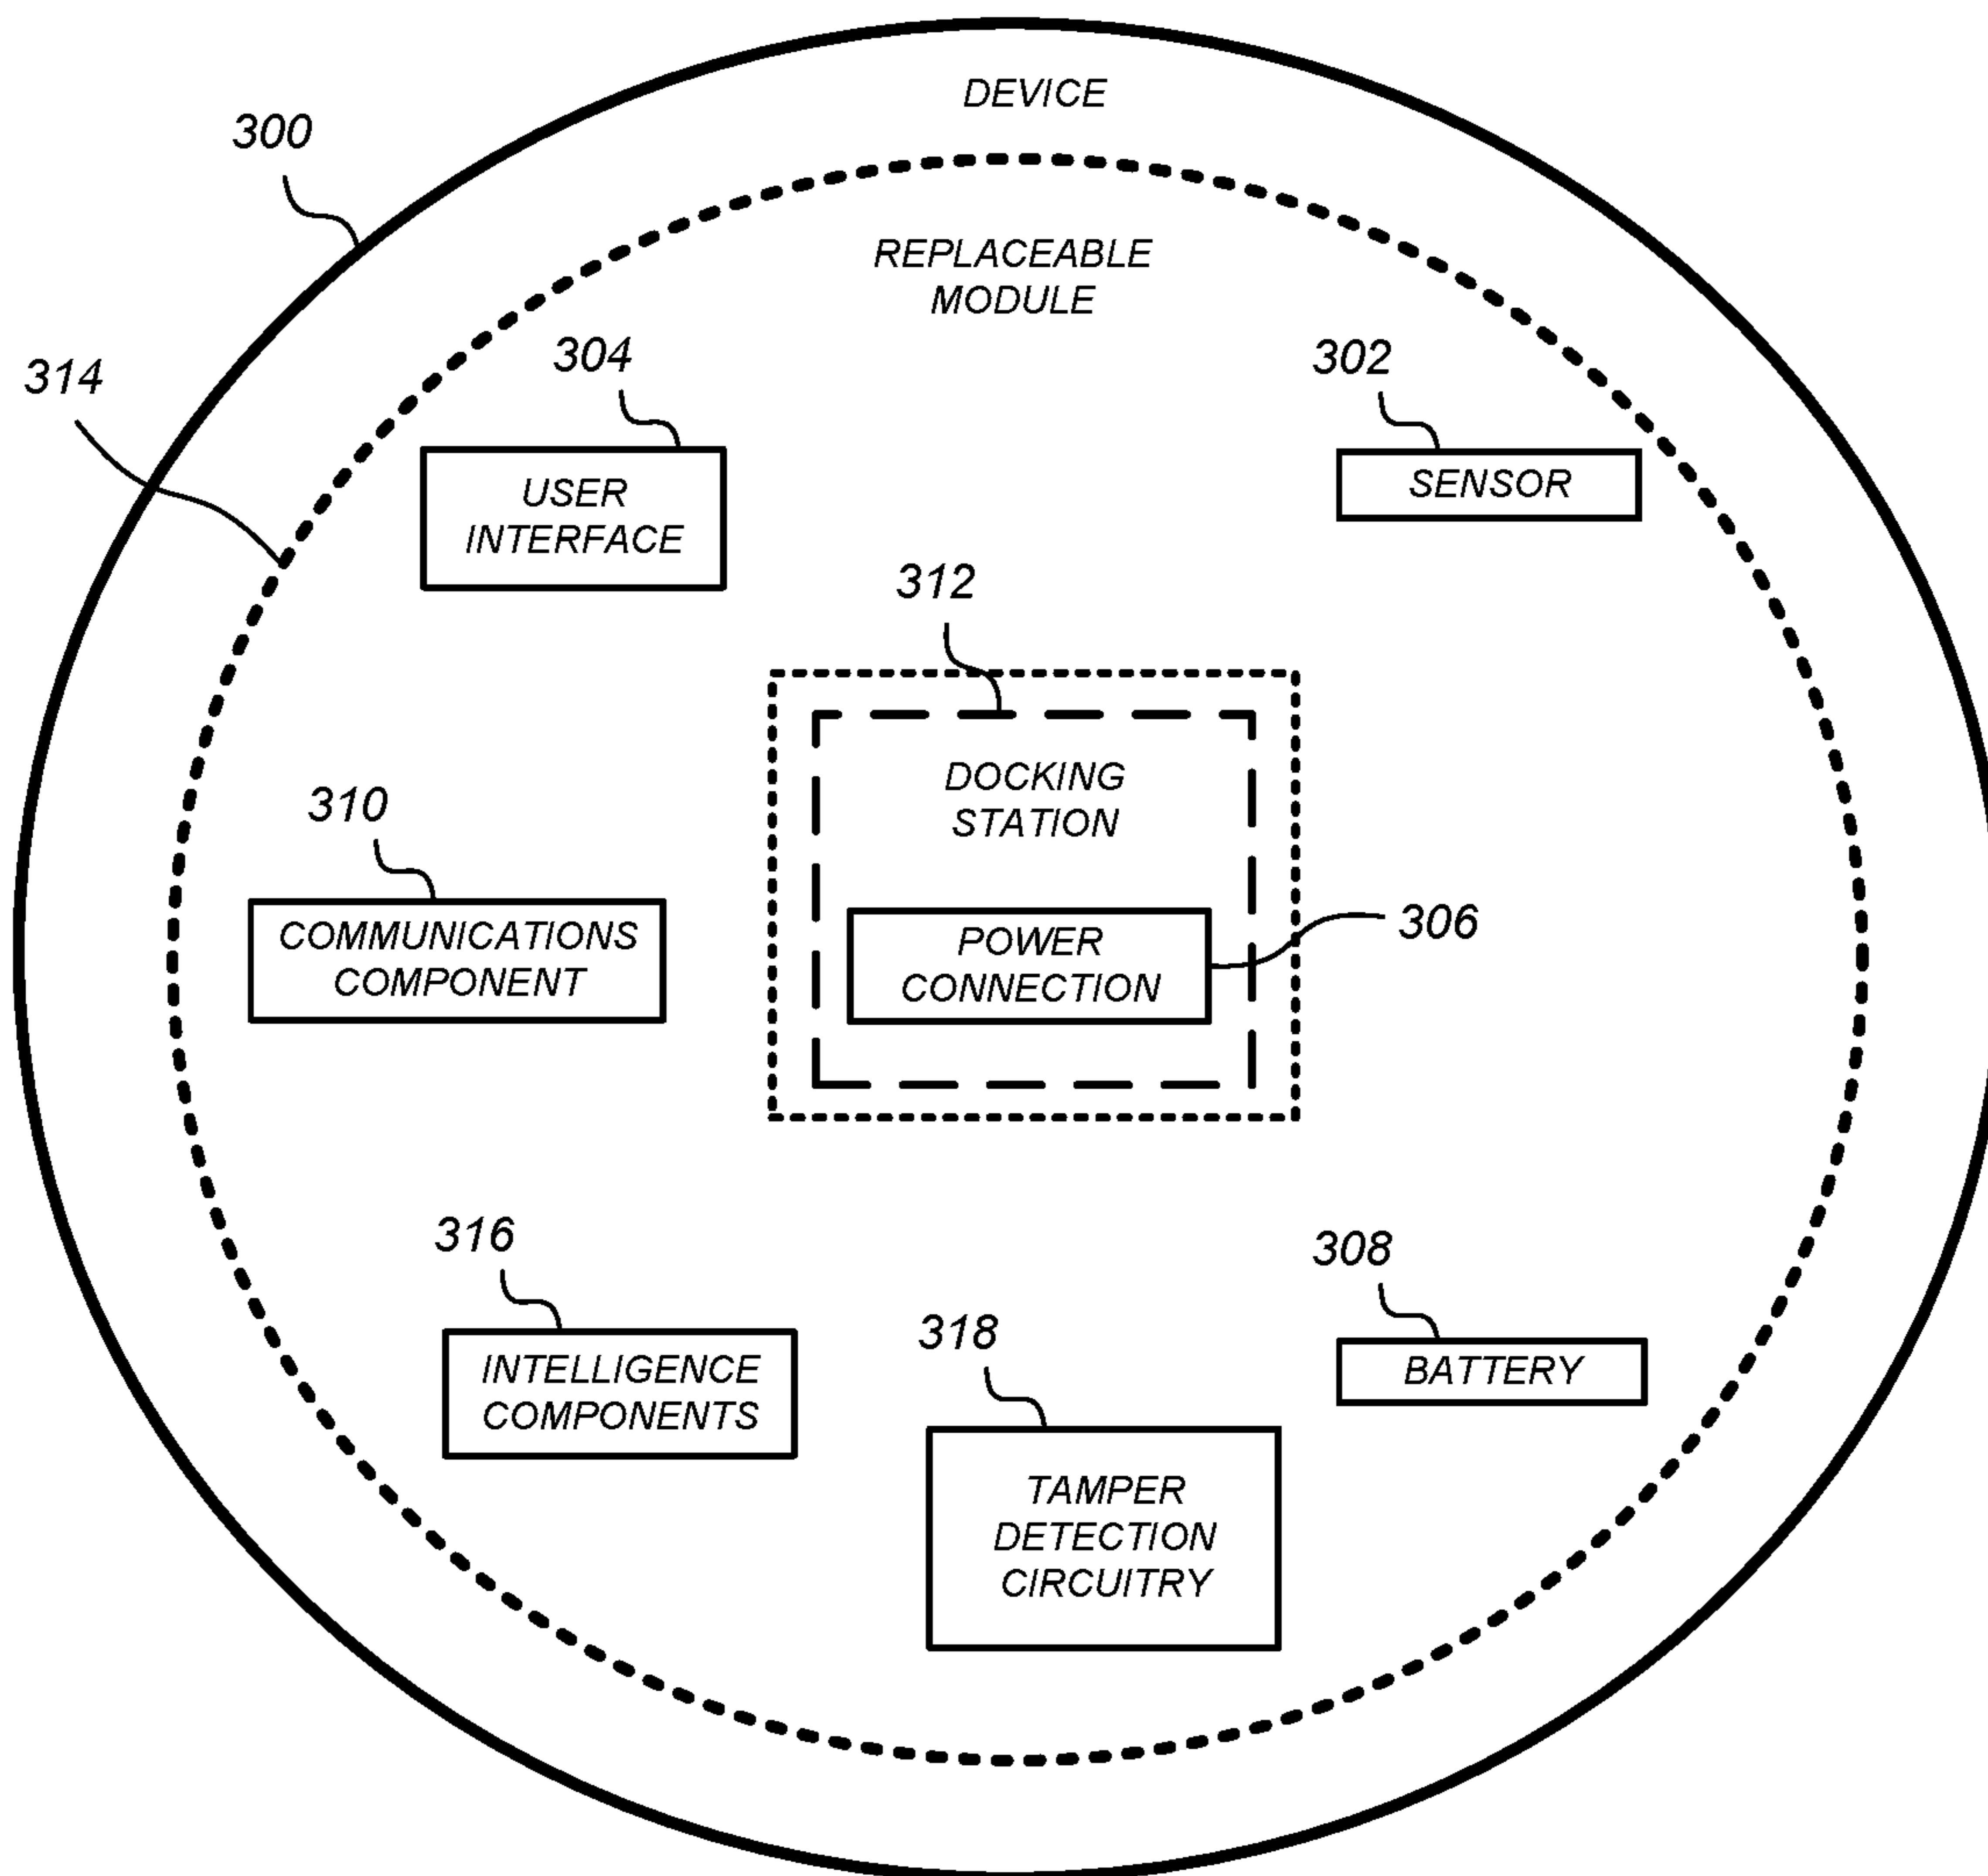 DEVICE
300
REPLACEABLE
MODULE
304
302
314
USER
INTERFACE
SENSOR
312
DOCKING
STATION
310
COMMUNICATIONS
COMPONENT
POWER
CONNECTION
306
316
308
318
INTELLIGENCE
COMPONENTS
BATTERY
TAMPER
DETECTION
CIRCUITRY